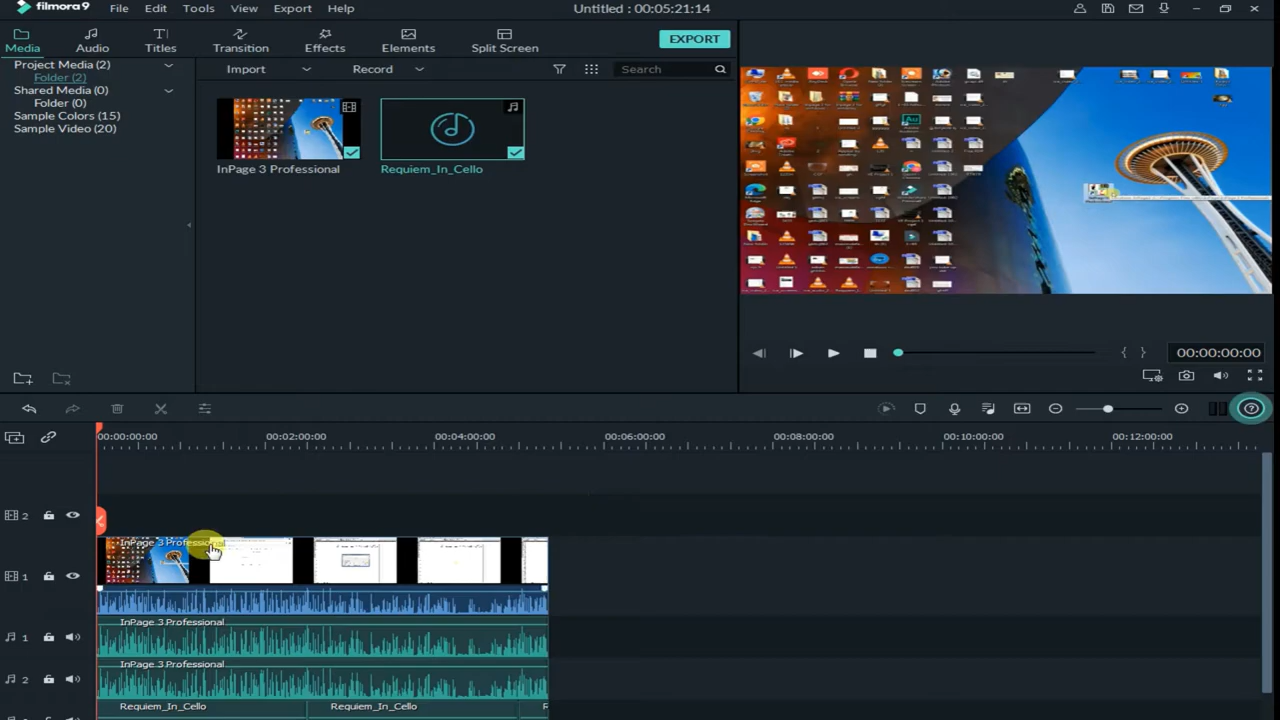 filmora9 File Edit View Tools Export Help Untitled : 00:05:21:14
Media Audio Titles Transition Effects Elements Split Screen EXPORT
Project Media (2) Import Record Search
Folder (2)
Shared Media (0)
Folder (0)
Sample Colors (15)
Sample Video (20)
InPage 3 Professional Requiem_In_Cello
00:00:00:00
00:00:00:00 00:02:00:00 00:04:00:00 00:06:00:00 00:08:00:00 00:10:00:00 00:12:00:00
2
InPage 3 Professional
1
InPage 3 Professional
1
InPage 3 Professional
2
Requiem_In_Cello Requiem_In_Cello R